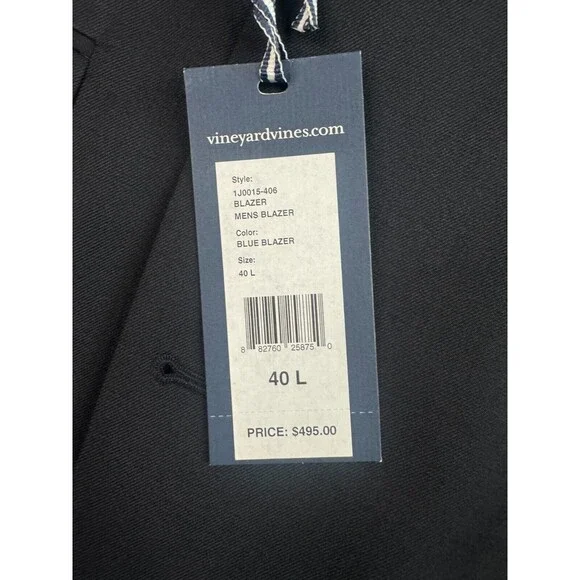 vineyardvines.com
Style:
1J0015-406
BLAZER
MENS BLAZER
Color:
BLUE BLAZER
Size:
40 L
8 82760 25875 0
40 L
PRICE: $495.00